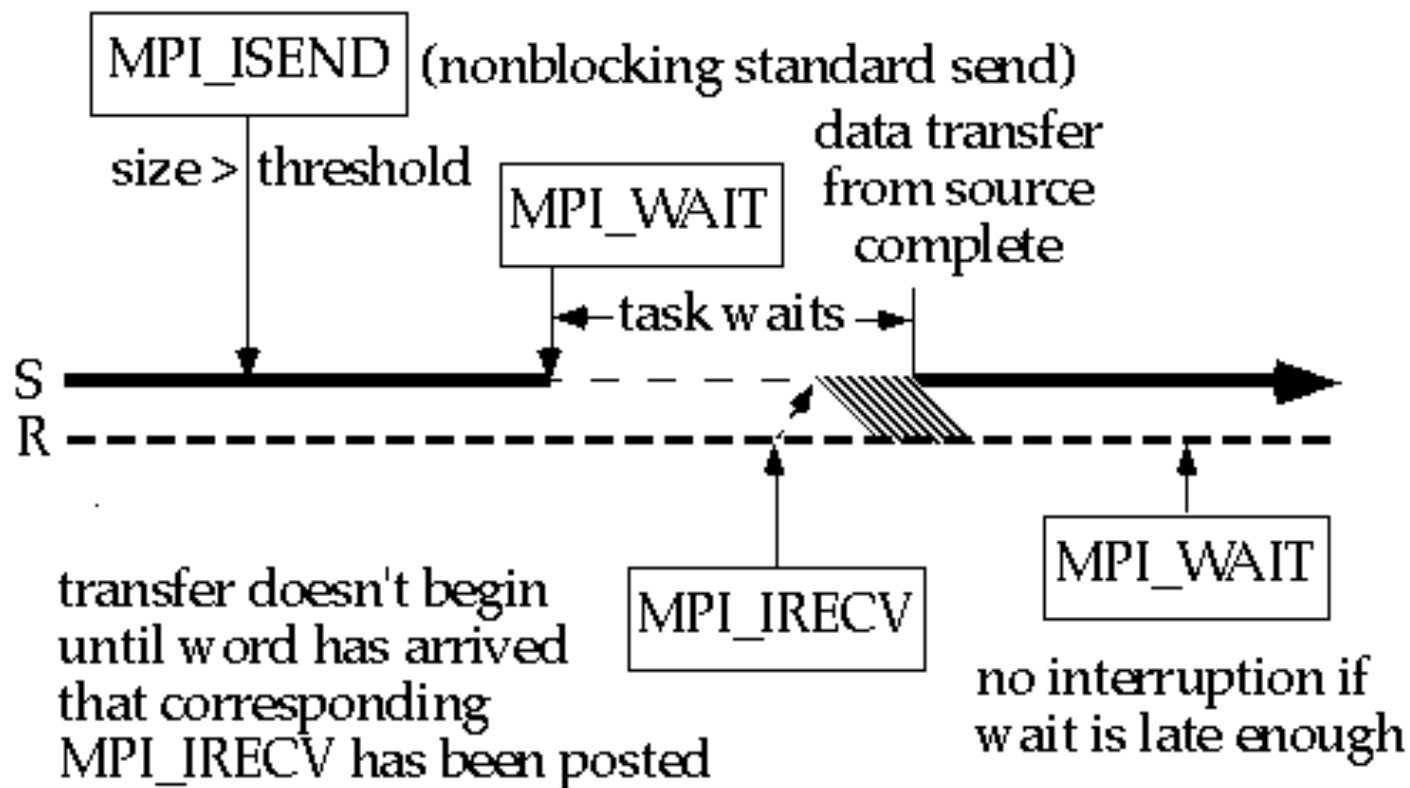 MPI_ISEND (nonblocking standard send)
size > threshold
MPI_WAIT
data transfer
from source
complete
task waits
S
R
MPI_IRECV
MPI_WAIT
transfer doesn't begin
until word has arrived
that corresponding
MPI_IRECV has been posted
no interruption if
wait is late enough